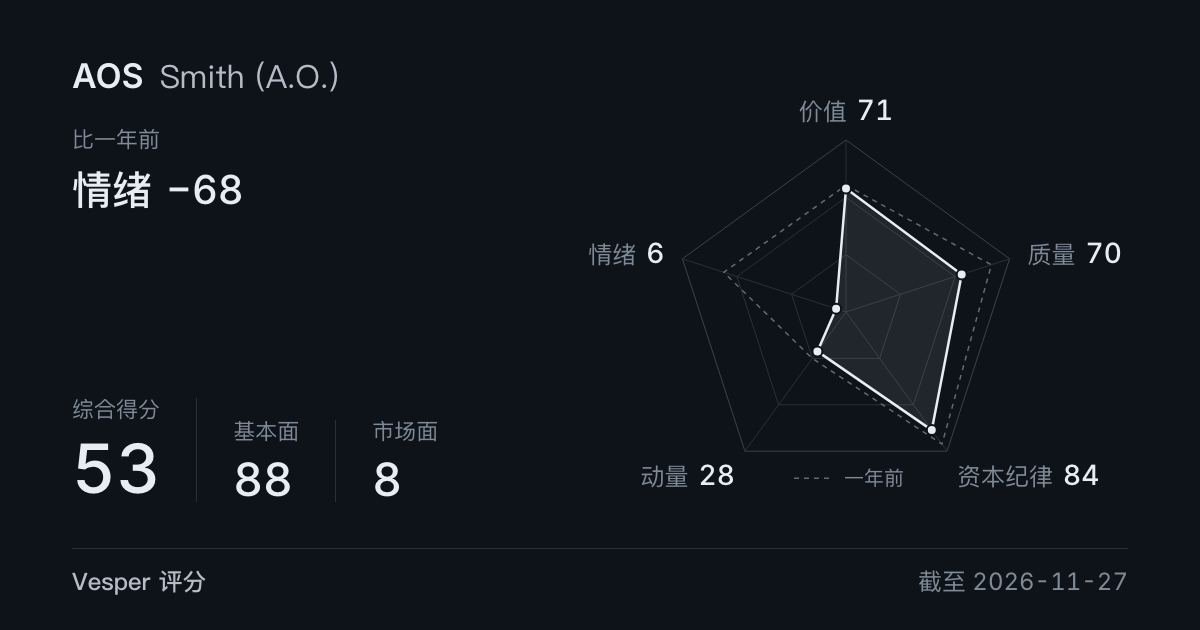 AOS Smith (A.O.)
比一年前
情绪 −68
价值 71
情绪 6
质量 70
动量 28
一年前
资本纪律 84
综合得分
53
基本面
88
市场面
8
Vesper 评分
截至 2026-11-27